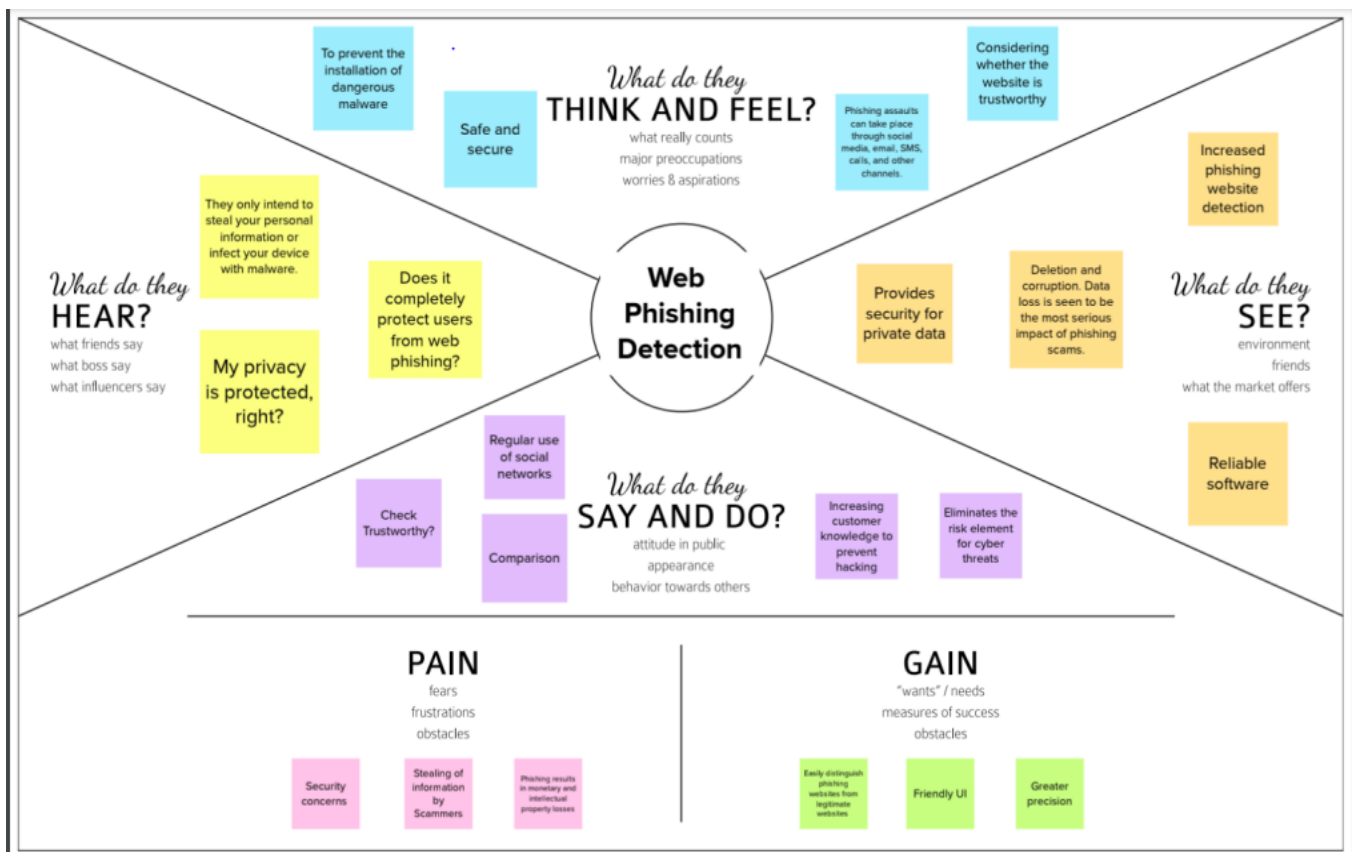 To prevent the
installation of
dangerous
malware
Safe and
secure
What do they
THINK AND FEEL?
what really counts
major preoccupations
worries & aspirations
Phishing assaults
can take place
through social
media, email, SMS,
calls, and other
channels.
Considering
whether the
website is
trustworthy
They only intend to
steal your personal
information or
infect your device
with malware.
What do they
HEAR?
what friends say
what boss say
what influencers say
Does it
completely
protect users
from web
phishing?
My privacy
is protected,
right?
Web
Phishing
Detection
Increased
phishing
website
detection
Provides
security for
private data
Deletion and
corruption. Data
loss is seen to be
the most serious
impact of phishing
scams.
What do they
SEE?
environment
friends
what the market offers
Reliable
software
Regular use
of social
networks
Check
Trustworthy?
Comparison
What do they
SAY AND DO?
attitude in public
appearance
behavior towards others
Increasing
customer
knowledge to
prevent
hacking
Eliminates the
risk element
for cyber
threats
PAIN
fears
frustrations
obstacles
Security
concerns
Stealing of
information
by
Scammers
Phishing results
in monetary and
intellectual
property losses
GAIN
"wants" / needs
measures of success
obstacles
Easily distinguish
phishing
websites from
legitimate
websites
Friendly UI
Greater
precision